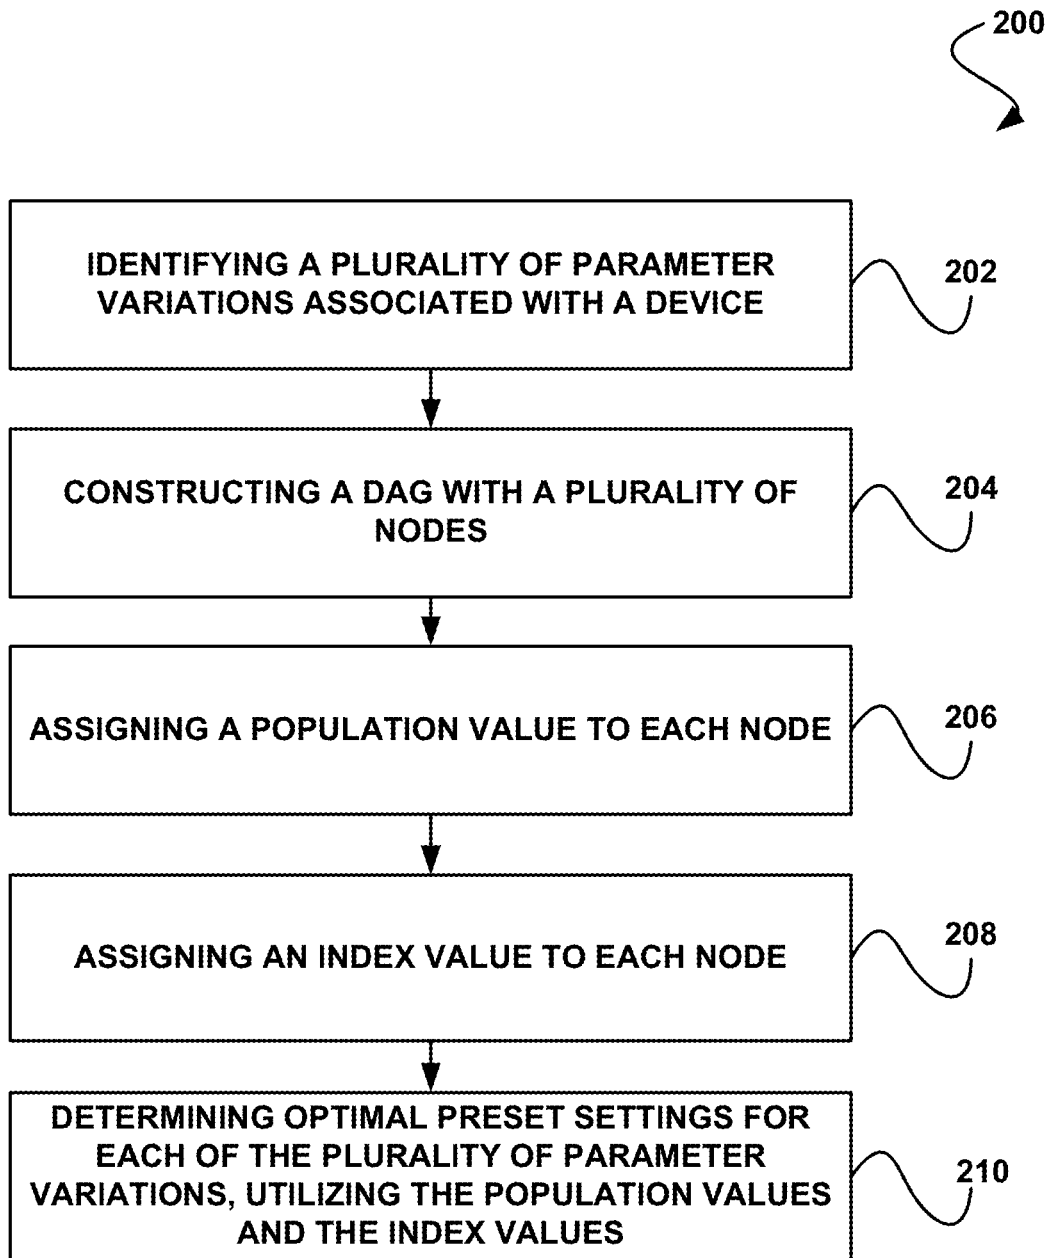 200
IDENTIFYING A PLURALITY OF PARAMETER
VARIATIONS ASSOCIATED WITH A DEVICE
202
CONSTRUCTING A DAG WITH A PLURALITY OF
NODES
204
ASSIGNING A POPULATION VALUE TO EACH NODE
206
ASSIGNING AN INDEX VALUE TO EACH NODE
208
DETERMINING OPTIMAL PRESET SETTINGS FOR
EACH OF THE PLURALITY OF PARAMETER
VARIATIONS, UTILIZING THE POPULATION VALUES
AND THE INDEX VALUES
210